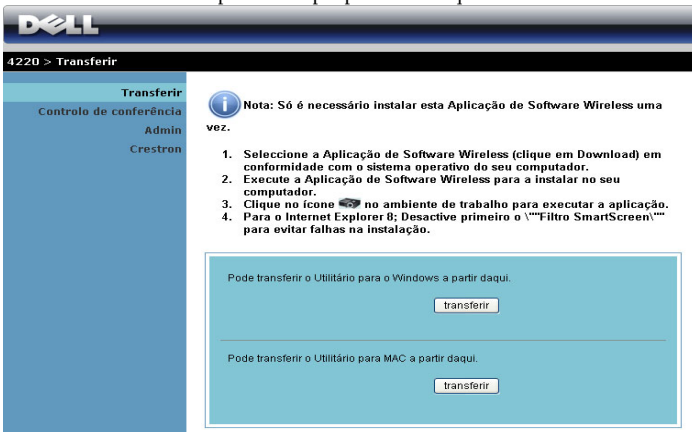 DELL
4220 > Transferir
Transferir
Controlo de conferência
Admin
Crestron
Nota: Só é necessário instalar esta Aplicação de Software Wireless uma
vez.
1. Seleccione a Aplicação de Software Wireless (clique em Download) em
conformidade com o sistema operativo do seu computador.
2. Execute a Aplicação de Software Wireless para a instalar no seu
computador.
3. Clique no ícone no ambiente de trabalho para executar a aplicação.
4. Para o Internet Explorer 8; Desactive primeiro o \""Filtro SmartScreen\""
para evitar falhas na instalação.
Pode transferir o Utilitário para o Windows a partir daqui.
transferir
Pode transferir o Utilitário para MAC a partir daqui.
transferir